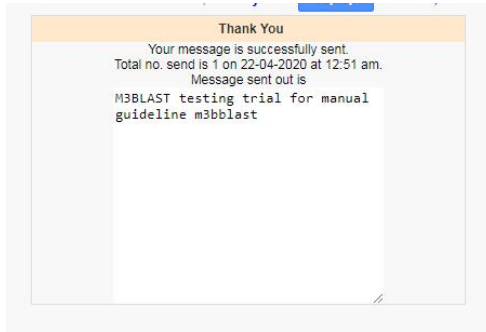 Thank You
Your message is successfully sent.
Total no. send is 1 on 22-04-2020 at 12:51 am.
Message sent out is
M3BLAST testing trial for manual
guideline m3bblast